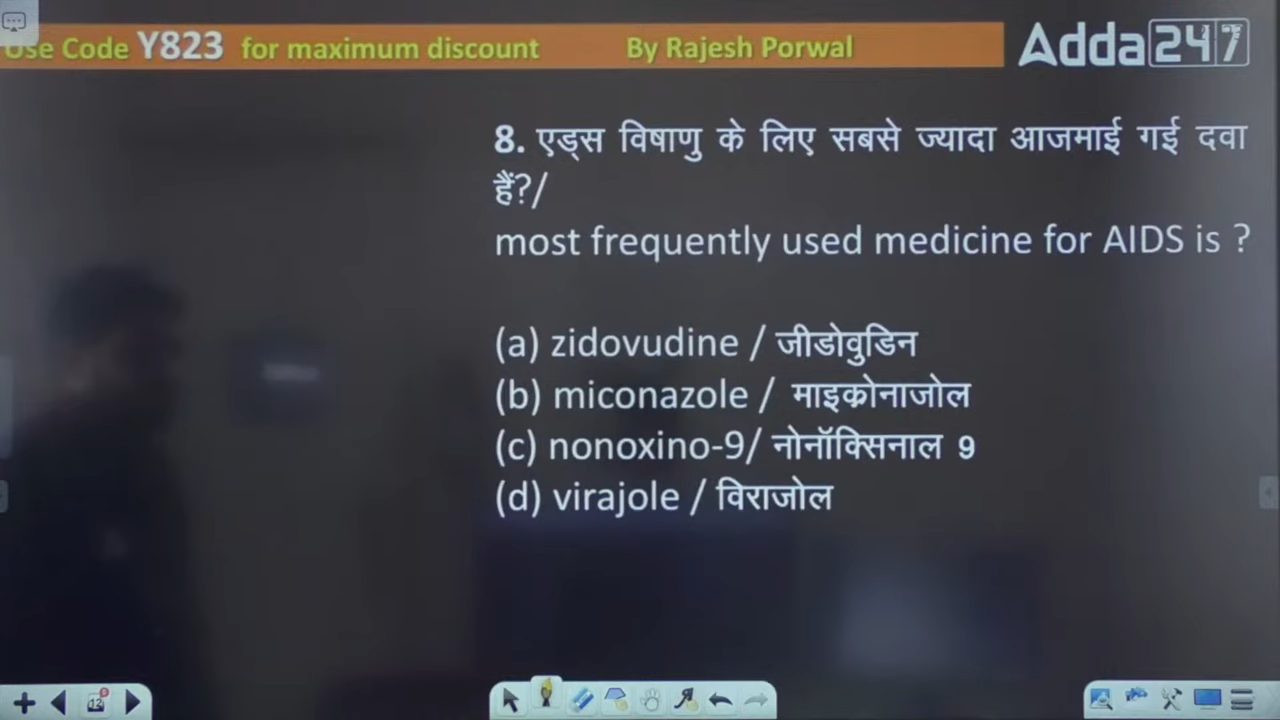 Use Code Y823 for maximum discount By Rajesh Porwal
Adda247
8. एड्स विषाणु के लिए सबसे ज्यादा आजमाई गई दवा
हैं?/
most frequently used medicine for AIDS is ?
(a) zidovudine / जीडोवुडिन
(b) miconazole / माइक्रोनाजोल
(c) nonoxino-9/ नोनॉक्सिनाल 9
(d) virajole / विराजोल